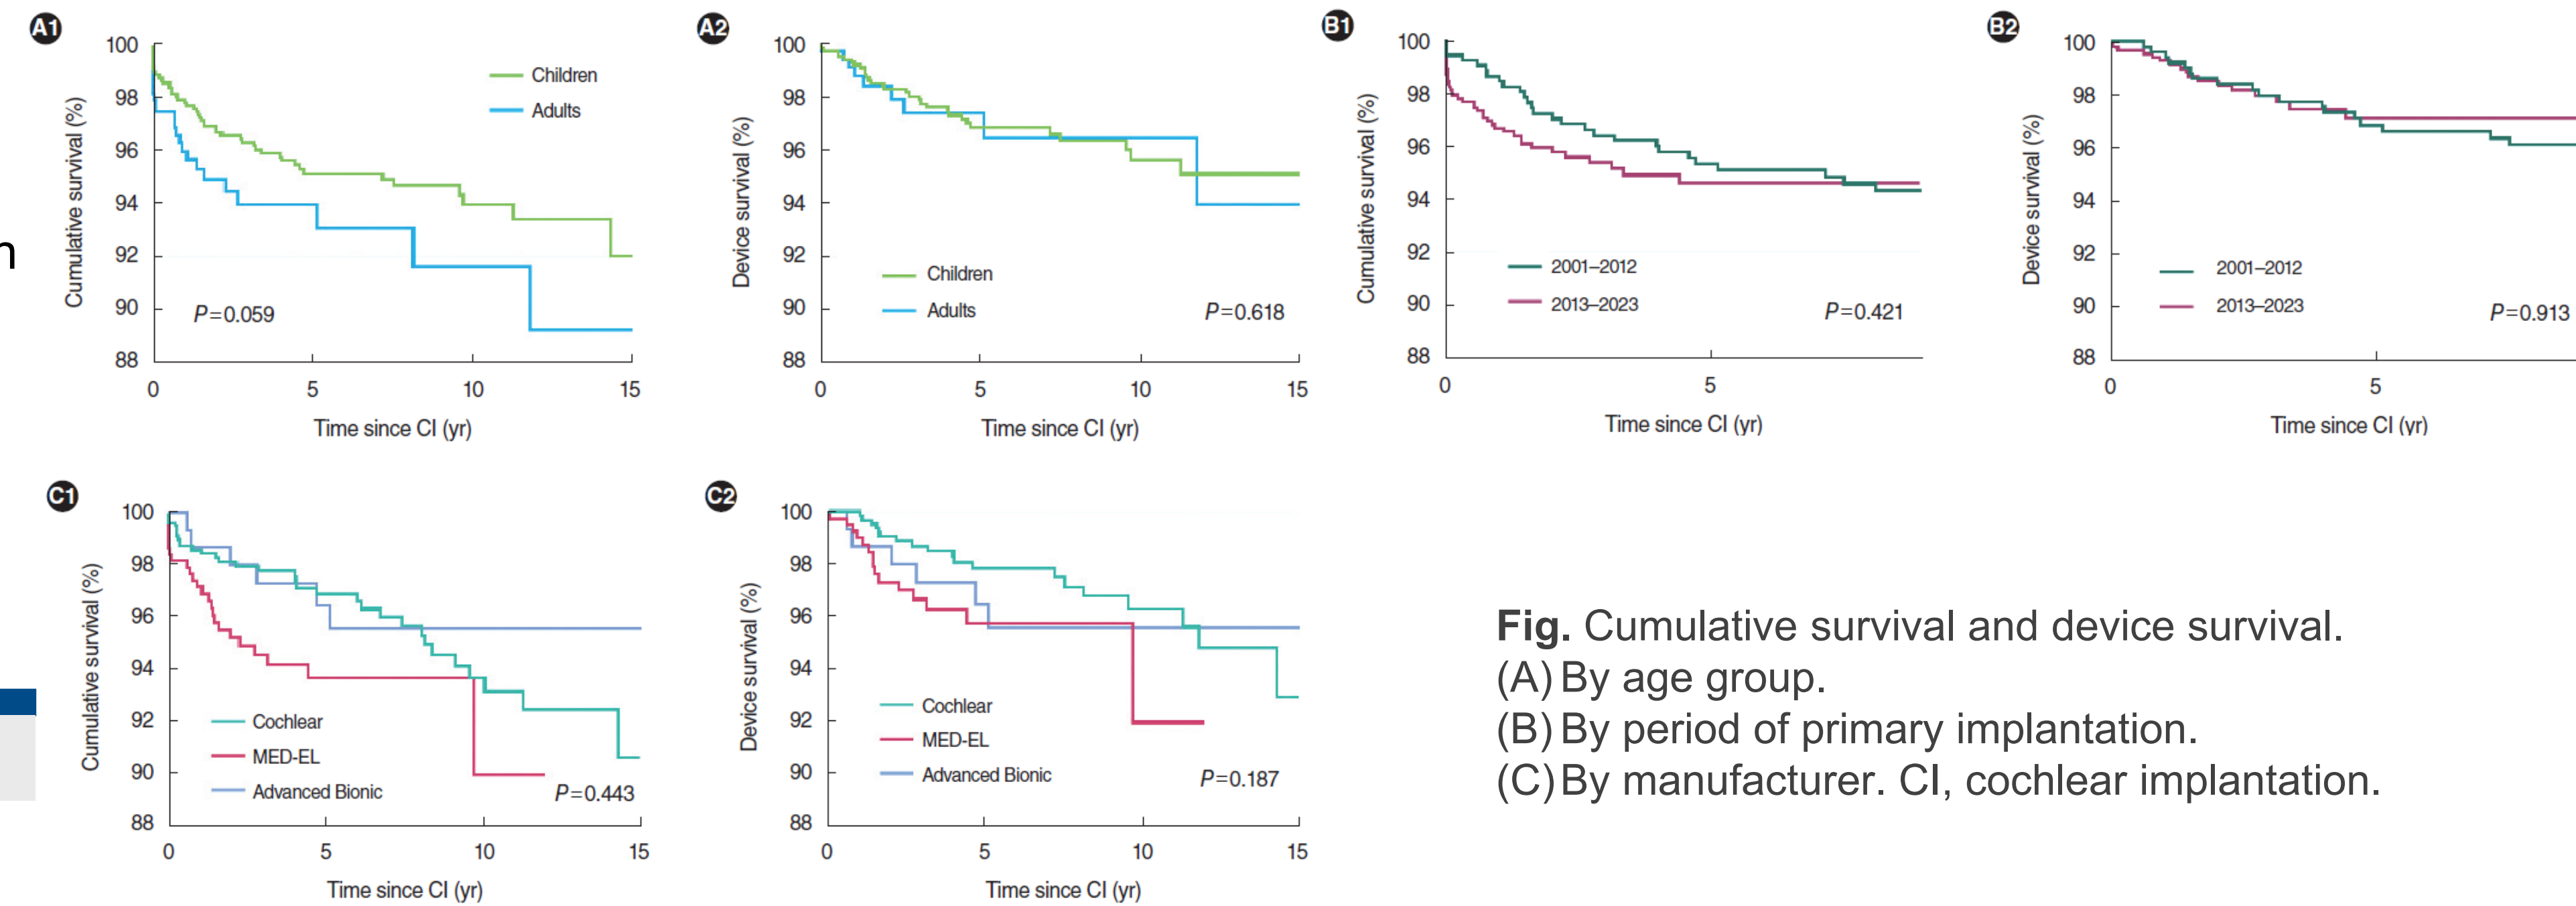 A1
100
98
96
94
92
90
88
Cumulative survival (%)
Children
Adults
P=0.059
0 5 10 15
Time since CI (yr)
A2
100
98
96
94
92
90
88
Device survival (%)
Children
Adults
P=0.618
0 5 10 15
Time since CI (yr)
B1
100
98
96
94
92
90
88
Cumulative survival (%)
2001–2012
2013–2023
P=0.421
0 5
Time since CI (yr)
B2
100
98
96
94
92
90
88
Device survival (%)
2001–2012
2013–2023
P=0.913
0 5
Time since CI (yr)
n
C1
100
98
96
94
92
90
88
Cumulative survival (%)
Cochlear
MED-EL
Advanced Bionic
P=0.443
0 5 10 15
Time since CI (yr)
C2
100
98
96
94
92
90
88
Device survival (%)
Cochlear
MED-EL
Advanced Bionic
P=0.187
0 5 10 15
Time since CI (yr)
Fig. Cumulative survival and device survival.
(A) By age group.
(B) By period of primary implantation.
(C) By manufacturer. CI, cochlear implantation.